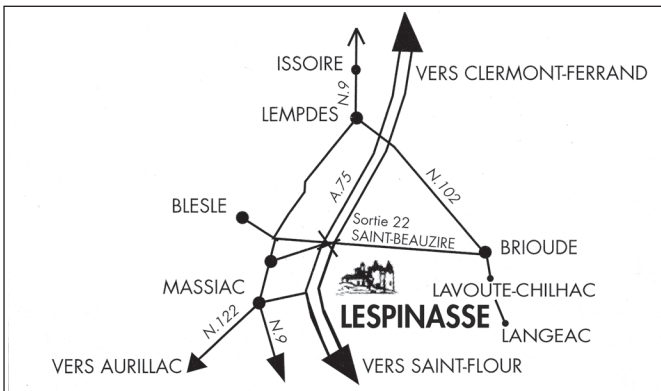 ISSOIRE
VERS CLERMONT-FERRAND
N.9
LEMPDES
N.102
A.75
BLESLE
Sortie 22
SAINT-BEAUZIRE
BRIOUDE
LAVOUTE-CHILHAC
MASSIAC
LESPINASSE
LANGEAC
N.122
N.9
VERS AURILLAC
VERS SAINT-FLOUR